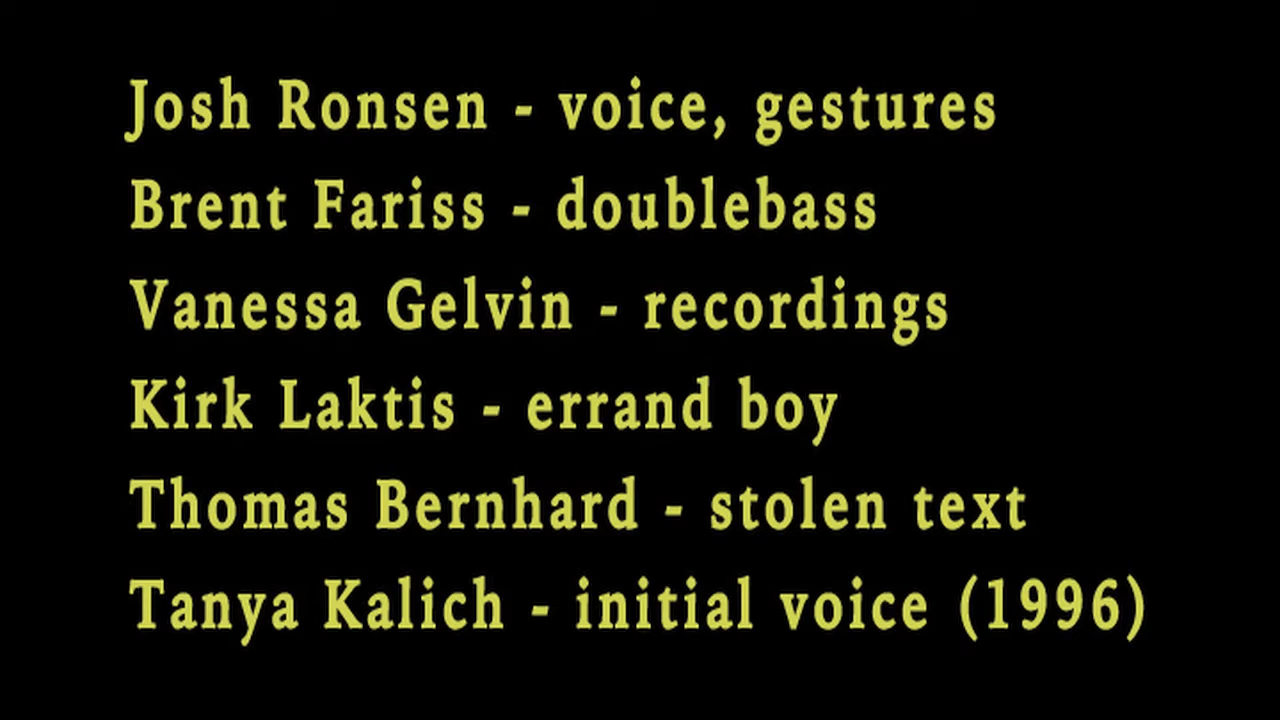 Josh Ronsen - voice, gestures
Brent Fariss - doublebass
Vanessa Gelvin - recordings
Kirk Laktis - errand boy
Thomas Bernhard - stolen text
Tanya Kalich - initial voice (1996)